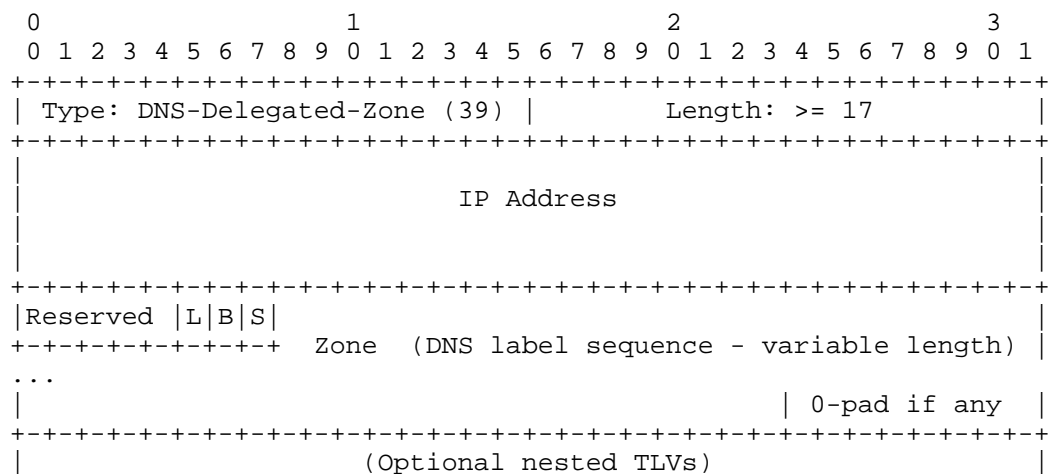 0                   1                   2                   3
 0 1 2 3 4 5 6 7 8 9 0 1 2 3 4 5 6 7 8 9 0 1 2 3 4 5 6 7 8 9 0 1
+-+-+-+-+-+-+-+-+-+-+-+-+-+-+-+-+-+-+-+-+-+-+-+-+-+-+-+-+-+-+-+-+
| Type: DNS-Delegated-Zone (39) |        Length: >= 17          |
+-+-+-+-+-+-+-+-+-+-+-+-+-+-+-+-+-+-+-+-+-+-+-+-+-+-+-+-+-+-+-+-+
|                                                               |
|                           IP Address                          |
|                                                               |
|                                                               |
+-+-+-+-+-+-+-+-+-+-+-+-+-+-+-+-+-+-+-+-+-+-+-+-+-+-+-+-+-+-+-+-+
|Reserved |L|B|S|                                               |
+-+-+-+-+-+-+-+-+  Zone  (DNS label sequence - variable length) |
...
|                                               | 0-pad if any  |
+-+-+-+-+-+-+-+-+-+-+-+-+-+-+-+-+-+-+-+-+-+-+-+-+-+-+-+-+-+-+-+-+
|                     (Optional nested TLVs)                    |